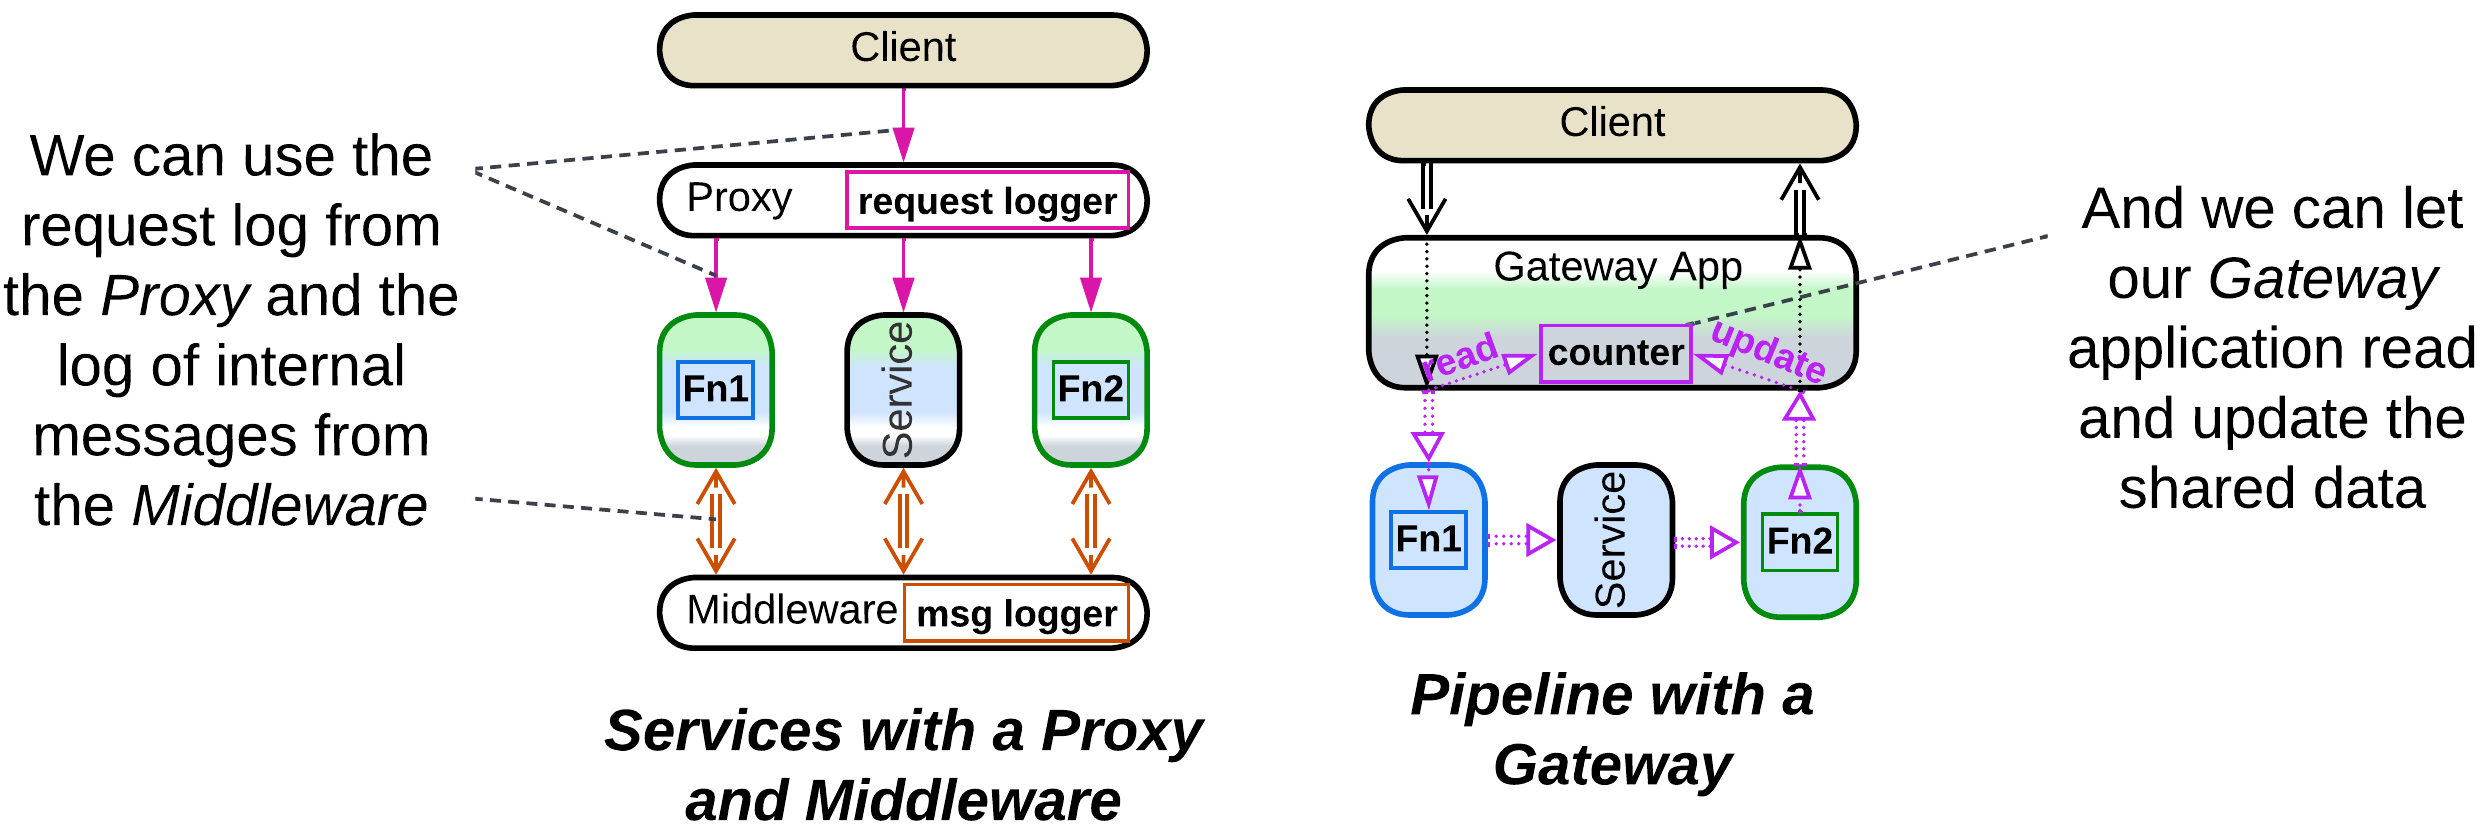 We can use the
request log from
the Proxy and the
log of internal
messages from
the Middleware
Client
Proxy
request logger
Fn1
Service
Fn2
Middleware
msg logger
Services with a Proxy
and Middleware
Client
Gateway App
read
counter
update
Fn1
Service
Fn2
Pipeline with a
Gateway
And we can let
our Gateway
application read
and update the
shared data